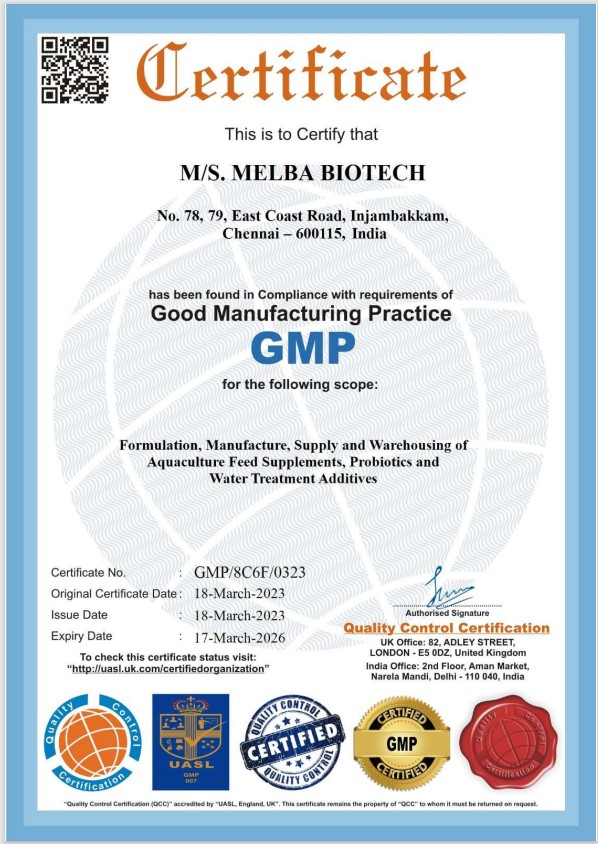 Certificate
This is to Certify that
M/S. MELBA BIOTECH
No. 78, 79, East Coast Road, Injambakkam,
Chennai – 600115, India
has been found in Compliance with requirements of
Good Manufacturing Practice
GMP
for the following scope:
Formulation, Manufacture, Supply and Warehousing of
Aquaculture Feed Supplements, Probiotics and
Water Treatment Additives
Certificate No. : GMP/8C6F/0323
Original Certificate Date : 18-March-2023
Issue Date : 18-March-2023
Expiry Date : 17-March-2026
To check this certificate status visit:
“http://uasl.uk.com/certifiedorganization”
Authorised Signature
Quality Control Certification
UK Office: 82, ADLEY STREET,
LONDON - E5 0DZ, United Kingdom
India Office: 2nd Floor, Aman Market,
Narela Mandi, Delhi - 110 040, India
Quality Control
Certification
UASL
GMP
007
QUALITY CONTROL
CERTIFIED
QUALITY CONTROL
CERTIFIED
GMP
CERTIFIED
Quality Control
Certification
“Quality Control Certification (QCC)” accredited by “UASL, England, UK”. This certificate remains the property of “QCC” to whom it must be returned on request.